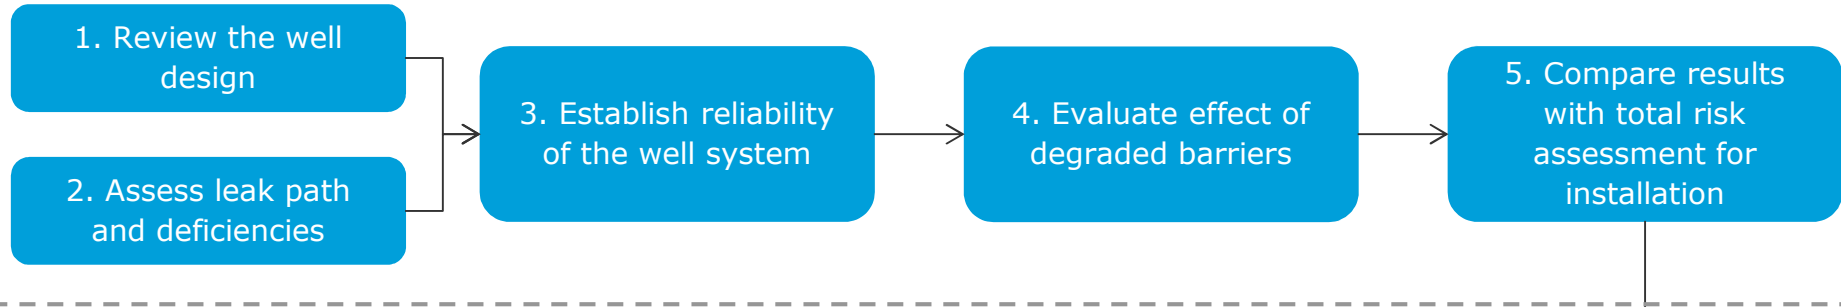 1. Review the well
design
2. Assess leak path
and deficiencies
3. Establish reliability
of the well system
4. Evaluate effect of
degraded barriers
5. Compare results
with total risk
assessment for
installation